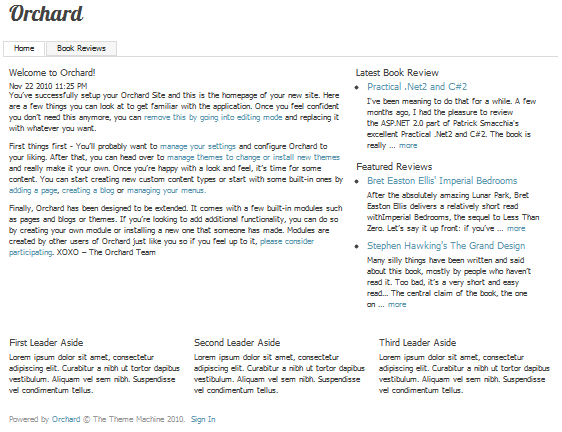 Orchard
Home
Book Reviews
Welcome to Orchard!
Nov 22 2010 11:25 PM
You've successfully setup your Orchard Site and this is the homepage of your new site. Here
are a few things you can look at to get familiar with the application. Once you feel confident
you don't need this anymore, you can remove this by going into editing mode and replacing it
with whatever you want.
First things first - You'll probably want to manage your settings and configure Orchard to
your liking. After that, you can head over to manage themes to change or install new themes
and really make it your own. Once you're happy with a look and feel, it's time for some
content. You can start creating new custom content types or start with some built-in ones by
adding a page, creating a blog or managing your menus.
Finally, Orchard has been designed to be extended. It comes with a few built-in modules such
as pages and blogs or themes. If you're looking to add additional functionality, you can do so
by creating your own module or installing a new one that someone has made. Modules are
created by other users of Orchard just like you so if you feel up to it, please consider
participating. XOXO – The Orchard Team
Latest Book Review
Practical .Net2 and C#2
I've been meaning to do that for a while. A few
months ago, I had the pleasure to review
the ASP.NET 2.0 part of Patrick Smacchia's
excellent Practical .Net2 and C#2. The book is
really ... more
Featured Reviews
Bret Easton Ellis' Imperial Bedrooms
After the absolutely amazing Lunar Park, Bret
Easton Ellis delivers a relatively short read
withImperial Bedrooms, the sequel to Less Than
Zero. Let's say it up front: if you've ... more
Stephen Hawking's The Grand Design
Many silly things have been written and said
about this book, mostly by people who haven't
read it. Too bad, it's a very short and easy
read... The central claim of the book, the one
on ... more
First Leader Aside
Lorem ipsum dolor sit amet, consectetur
adipiscing elit. Curabitur a nibh ut tortor dapibus
vestibulum. Aliquam vel sem nibh. Suspendisse
vel condimentum tellus.
Second Leader Aside
Lorem ipsum dolor sit amet, consectetur
adipiscing elit. Curabitur a nibh ut tortor dapibus
vestibulum. Aliquam vel sem nibh. Suspendisse
vel condimentum tellus.
Third Leader Aside
Lorem ipsum dolor sit amet, consectetur
adipiscing elit. Curabitur a nibh ut tortor dapibus
vestibulum. Aliquam vel sem nibh. Suspendisse
vel condimentum tellus.
Powered by Orchard © The Theme Machine 2010. Sign In